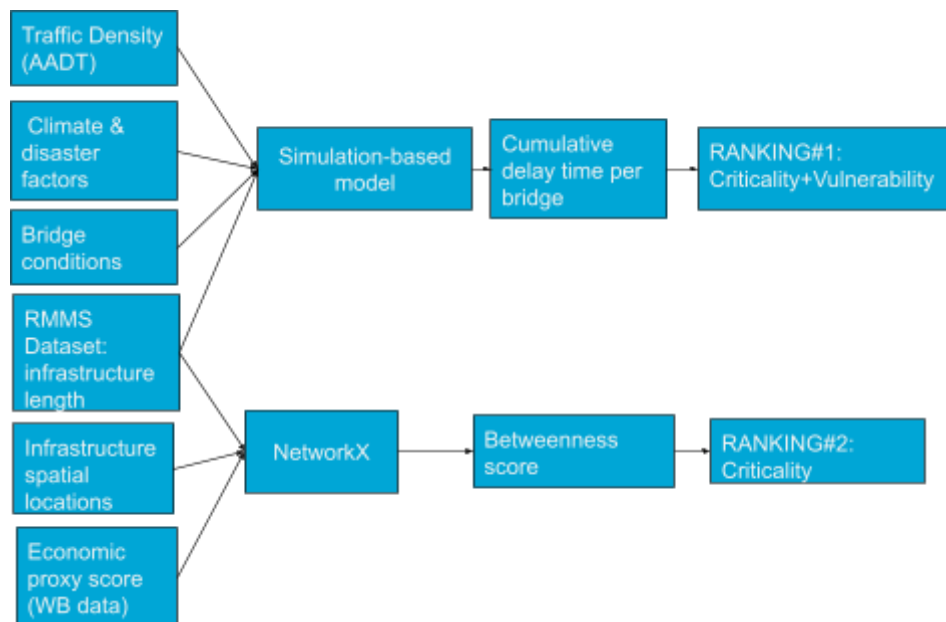 Traffic Density
(AADT)
Climate &
disaster
factors
Bridge
conditions
RMMS
Dataset:
infrastructure
length
Infrastructure
spatial
locations
Economic
proxy score
(WB data)
Simulation-based
model
Cumulative
delay time per
bridge
RANKING#1:
Criticality+Vulnerability
NetworkX
Betweenness
score
RANKING#2:
Criticality